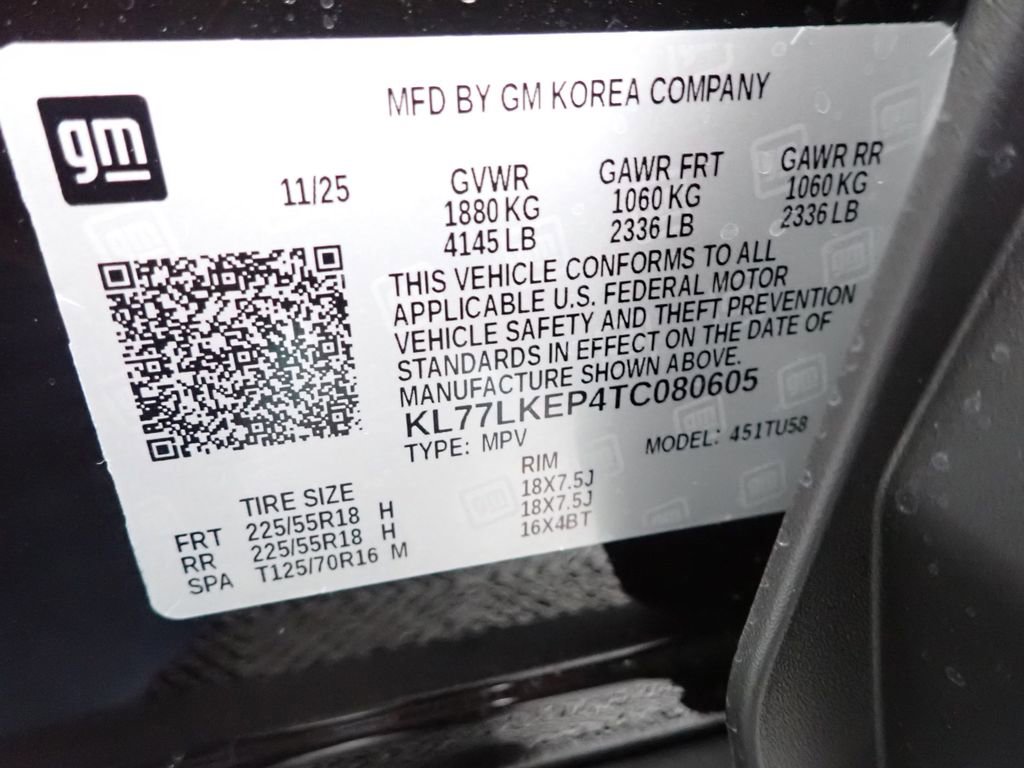 gm
MFD BY GM KOREA COMPANY
11/25
GVWR
1880 KG
4145 LB
GAWR FRT
1060 KG
2336 LB
GAWR RR
1060 KG
2336 LB
THIS VEHICLE CONFORMS TO ALL
APPLICABLE U.S. FEDERAL MOTOR
VEHICLE SAFETY AND THEFT PREVENTION
STANDARDS IN EFFECT ON THE DATE OF
MANUFACTURE SHOWN ABOVE.
KL77LKEP4TC080605
TYPE: MPV
MODEL: 451TU58
TIRE SIZE
RIM
FRT 225/55R18 H 18X7.5J
RR 225/55R18 H 18X7.5J
SPA T125/70R16 M 16X4BT